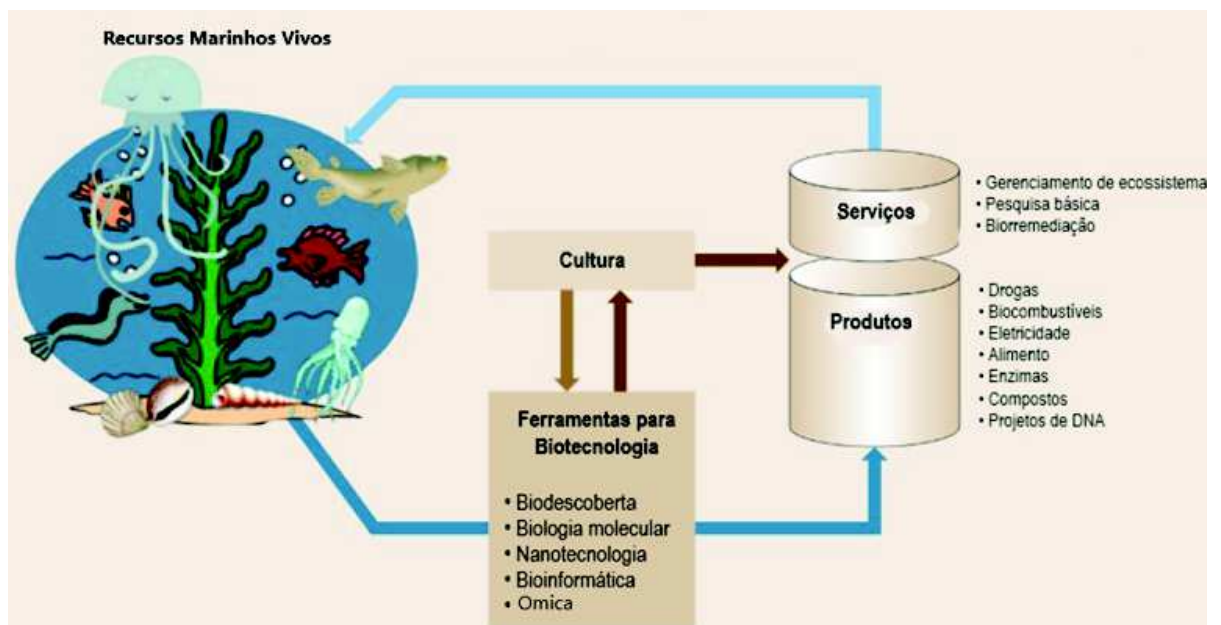 Recursos Marinhos Vivos
Serviços
• Gerenciamento de ecossistema
• Pesquisa básica
• Biorremediação
Cultura
Produtos
• Drogas
• Biocombustíveis
• Eletricidade
• Alimento
• Enzimas
• Compostos
• Projetos de DNA
Ferramentas para
Biotecnologia
• Biodescoberta
• Biologia molecular
• Nanotecnologia
• Bioinformática
• Omica